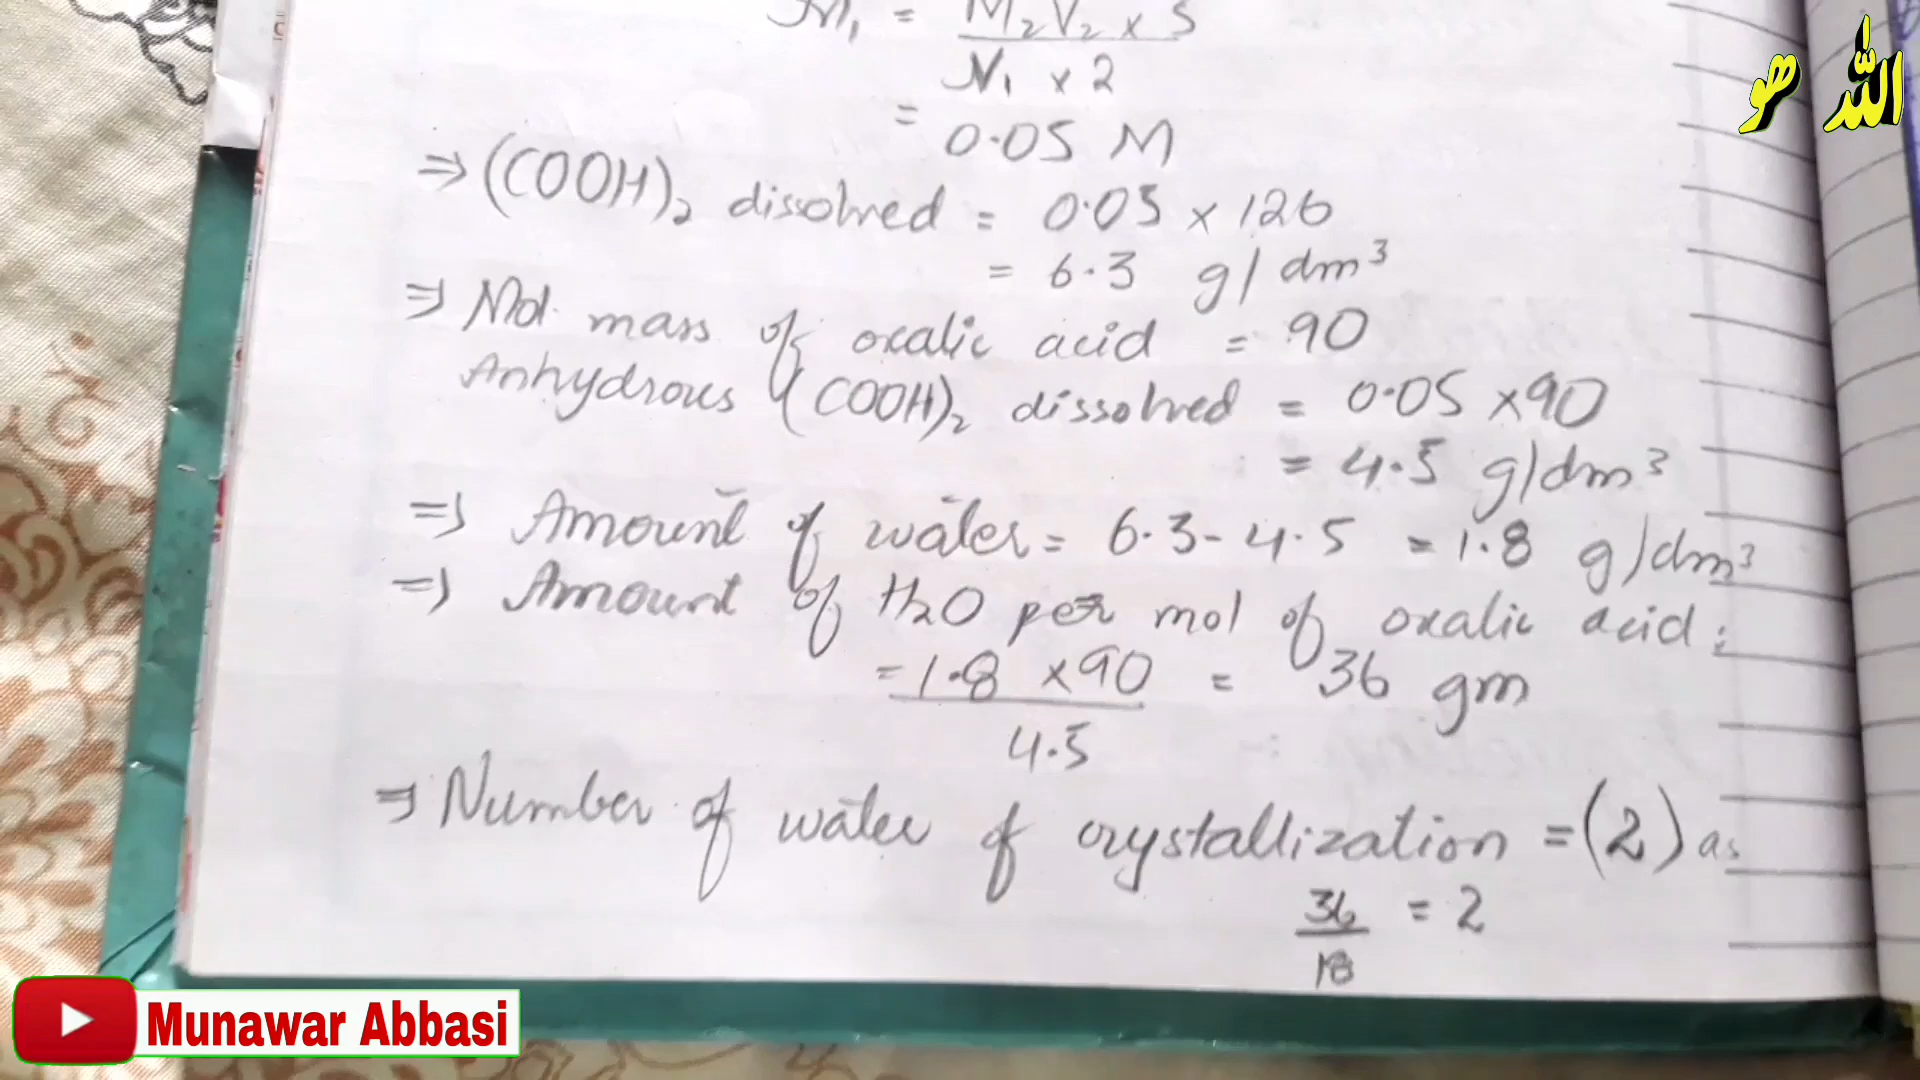 M₁ = M₂V₂ x 5
V₁ x 2
= 0.05 M
⇒ (COOH)₂ dissolved = 0.05 x 126
= 6.3 g/dm³
⇒ Mol. mass of oxalic acid = 90
Anhydrous (COOH)₂ dissolved = 0.05 x 90
= 4.5 g/dm³
⇒ Amount of water = 6.3 - 4.5 = 1.8 g/dm³
⇒ Amount of H₂O per mol of oxalic acid:
= 1.8 x 90 = 36 gm
4.5
⇒ Number of water of crystallization = (2) as
36 = 2
18
الله هو
Munawar Abbasi